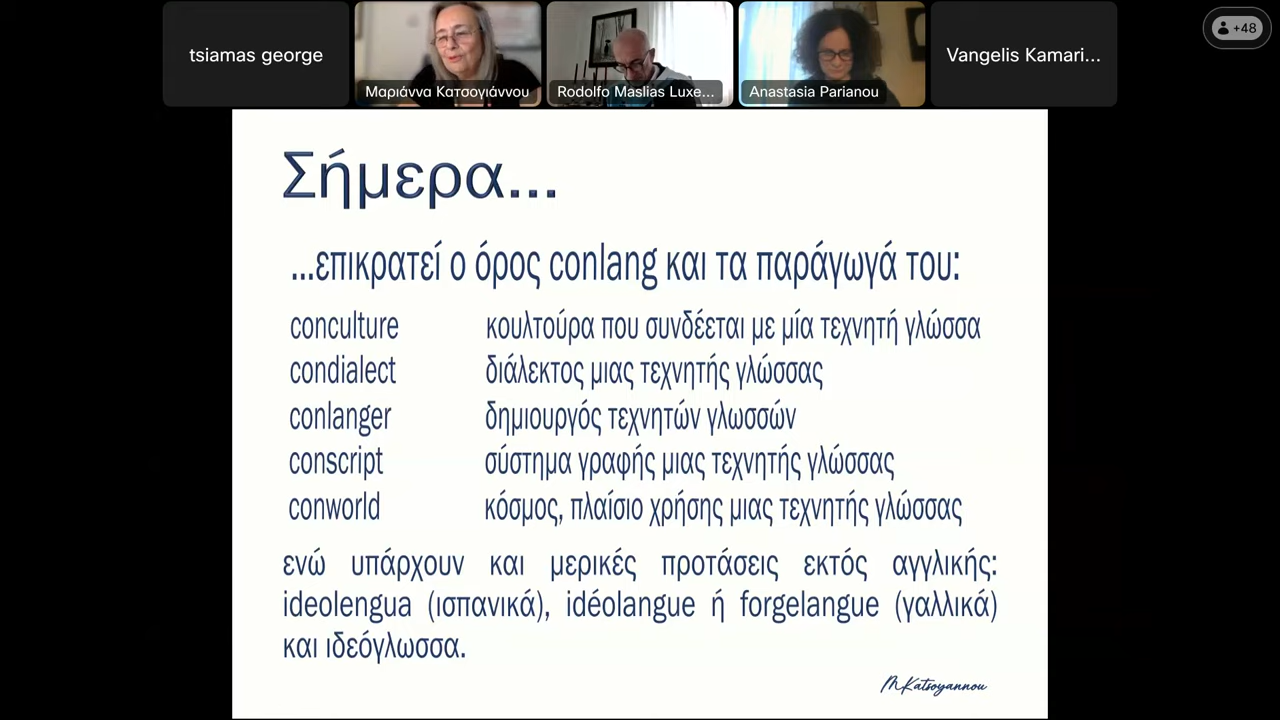 tsiamas george
Μαριάννα Κατσογιάννου
Rodolfo Maslias Luxe...
Anastasia Parianou
Vangelis Kamari...
+48
Σήμερα...
...επικρατεί ο όρος conlang και τα παράγωγά του:
conculture κουλτούρα που συνδέεται με μία τεχνητή γλώσσα
condialect διάλεκτος μιας τεχνητής γλώσσας
conlanger δημιουργός τεχνητών γλωσσών
conscript σύστημα γραφής μιας τεχνητής γλώσσας
conworld κόσμος, πλαίσιο χρήσης μιας τεχνητής γλώσσας
ενώ υπάρχουν και μερικές προτάσεις εκτός αγγλικής:
ideolengua (ισπανικά), idéolangue ή forgelangue (γαλλικά)
και ιδεόγλωσσα.
MKatsoyannou